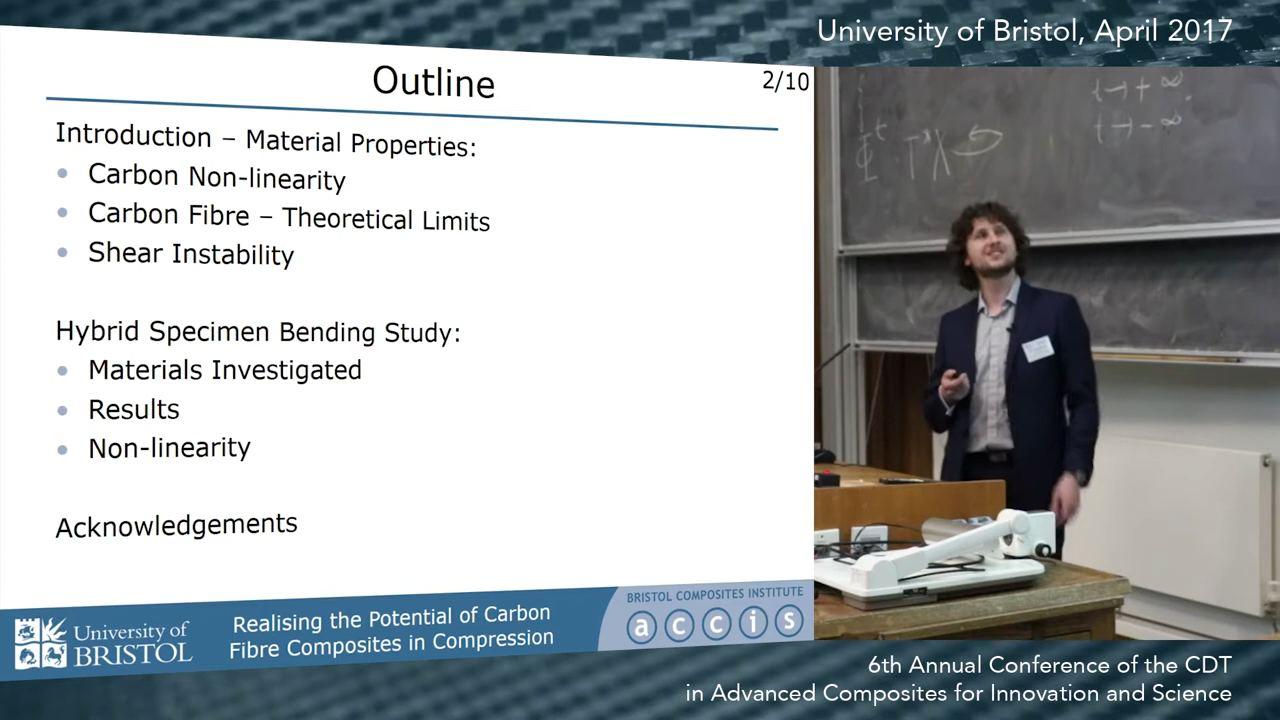 University of Bristol, April 2017
Outline
2/10
Introduction – Material Properties:
Carbon Non-linearity
Carbon Fibre – Theoretical Limits
Shear Instability
Hybrid Specimen Bending Study:
Materials Investigated
Results
Non-linearity
Acknowledgements
University of
BRISTOL
Realising the Potential of Carbon
Fibre Composites in Compression
BRISTOL COMPOSITES INSTITUTE
accis
t → + ∞
t → - ∞
6th Annual Conference of the CDT
in Advanced Composites for Innovation and Science